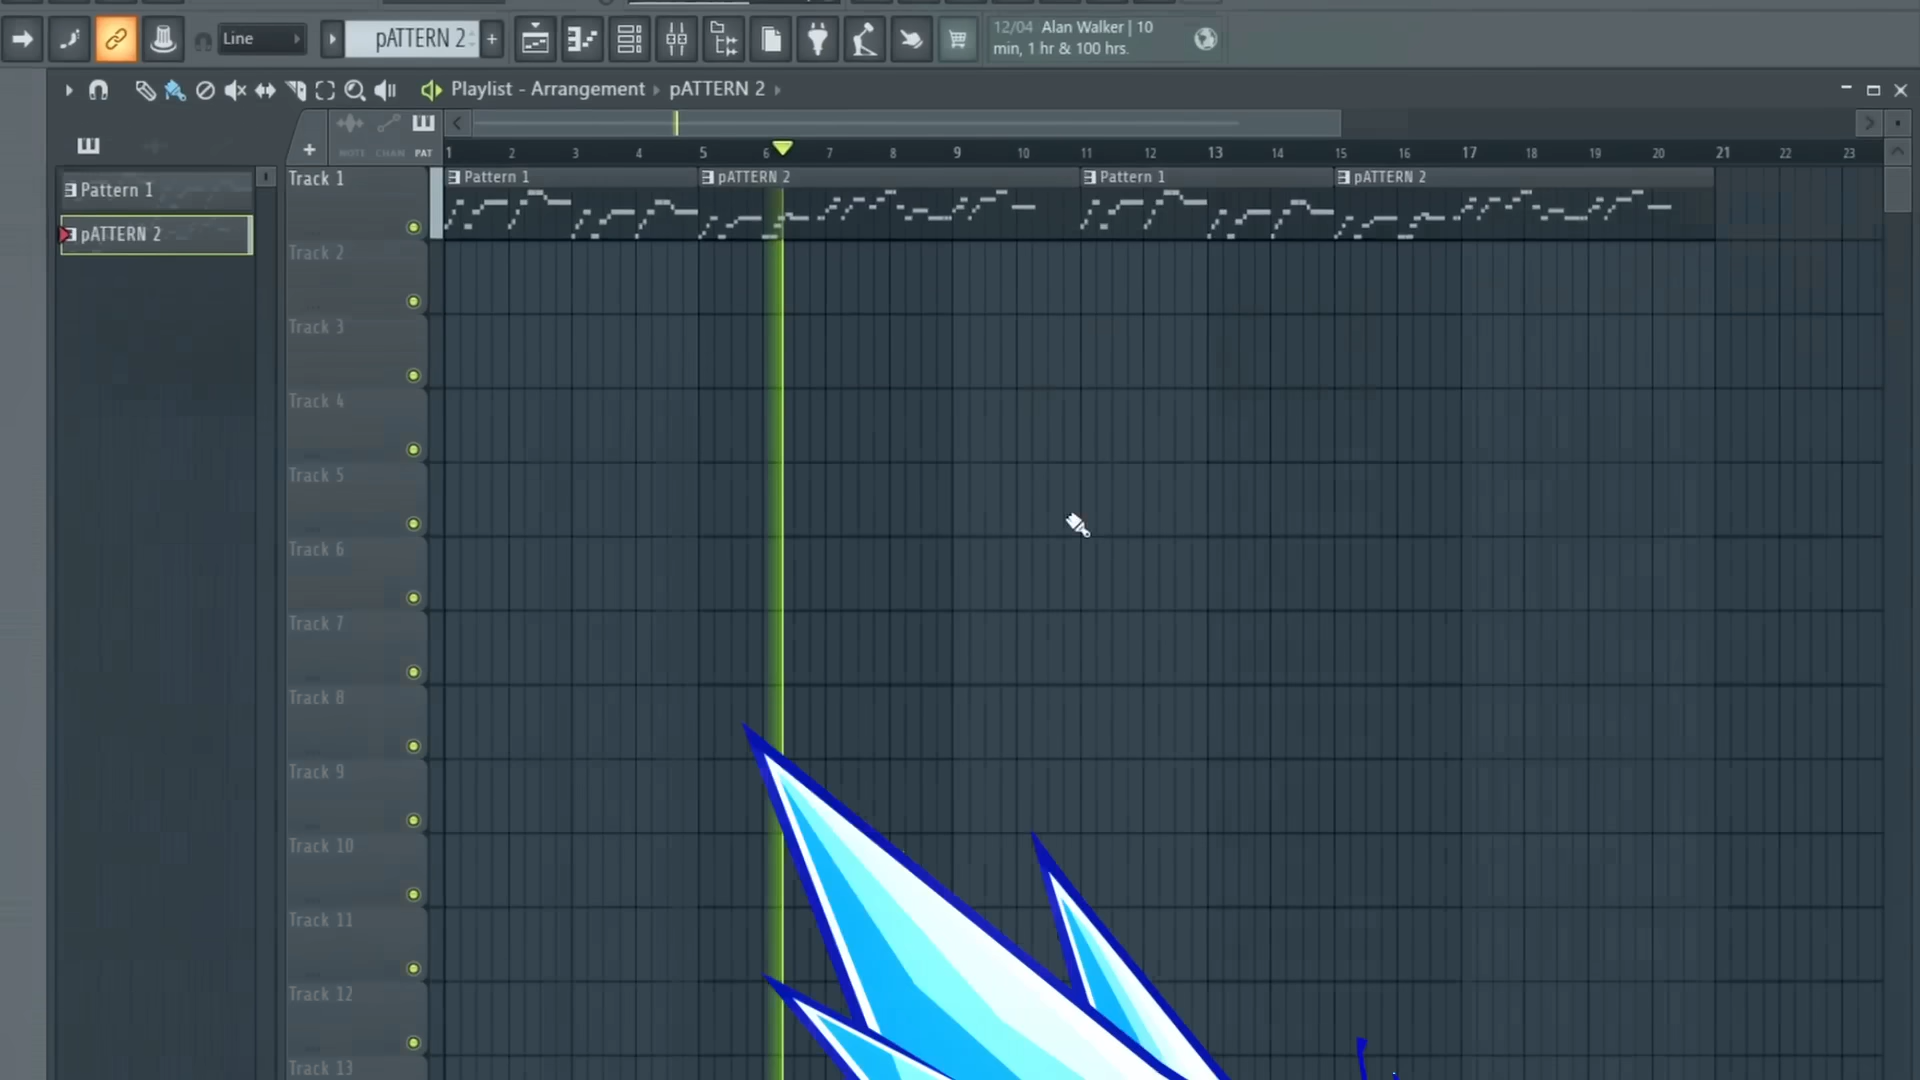 Line
pATTERN 2
+
12/04 Alan Walker | 10
min, 1 hr & 100 hrs.
Playlist - Arrangement › pATTERN 2 ›
NOTE CHAIN PAT
+
1 2 3 4 5 6 7 8 9 10 11 12 13 14 15 16 17 18 19 20 21 22 23
Pattern 1
pATTERN 2
Track 1
Pattern 1 pATTERN 2 Pattern 1 pATTERN 2
Track 2
Track 3
Track 4
Track 5
Track 6
Track 7
Track 8
Track 9
Track 10
Track 11
Track 12
Track 13